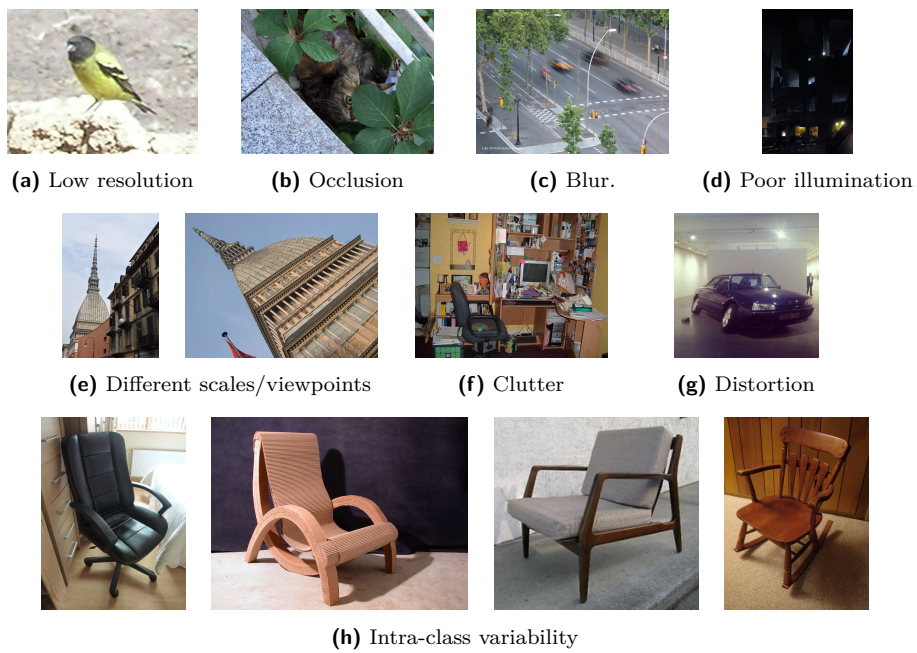 (a) Low resolution
(b) Occlusion
(c) Blur.
(d) Poor illumination
(e) Different scales/viewpoints
(f) Clutter
(g) Distortion
(h) Intra-class variability